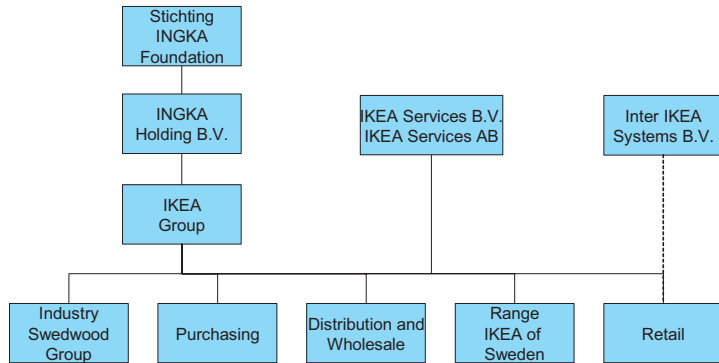 Stichting
INGKA
Foundation
INGKA
Holding B.V.
IKEA Services B.V.
IKEA Services AB
Inter IKEA
Systems B.V.
IKEA
Group
Industry
Swedwood
Group
Purchasing
Distribution and
Wholesale
Range
IKEA of
Sweden
Retail